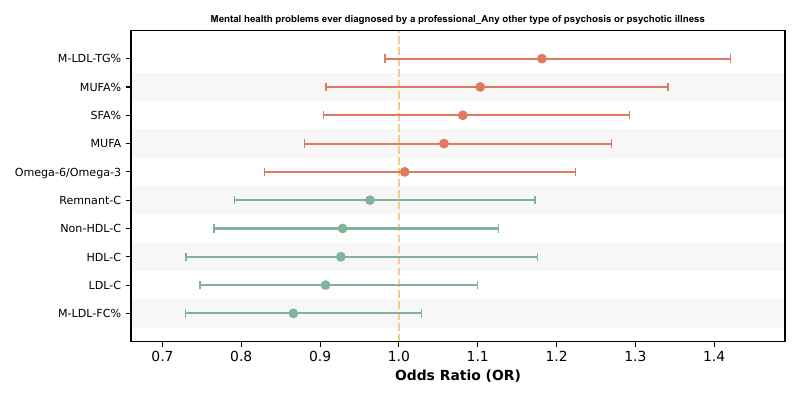 Mental health problems ever diagnosed by a professional_Any other type of psychosis or psychotic illness
M-LDL-TG%
MUFA%
SFA%
MUFA
Omega-6/Omega-3
Remnant-C
Non-HDL-C
HDL-C
LDL-C
M-LDL-FC%
0.7 0.8 0.9 1.0 1.1 1.2 1.3 1.4
Odds Ratio (OR)